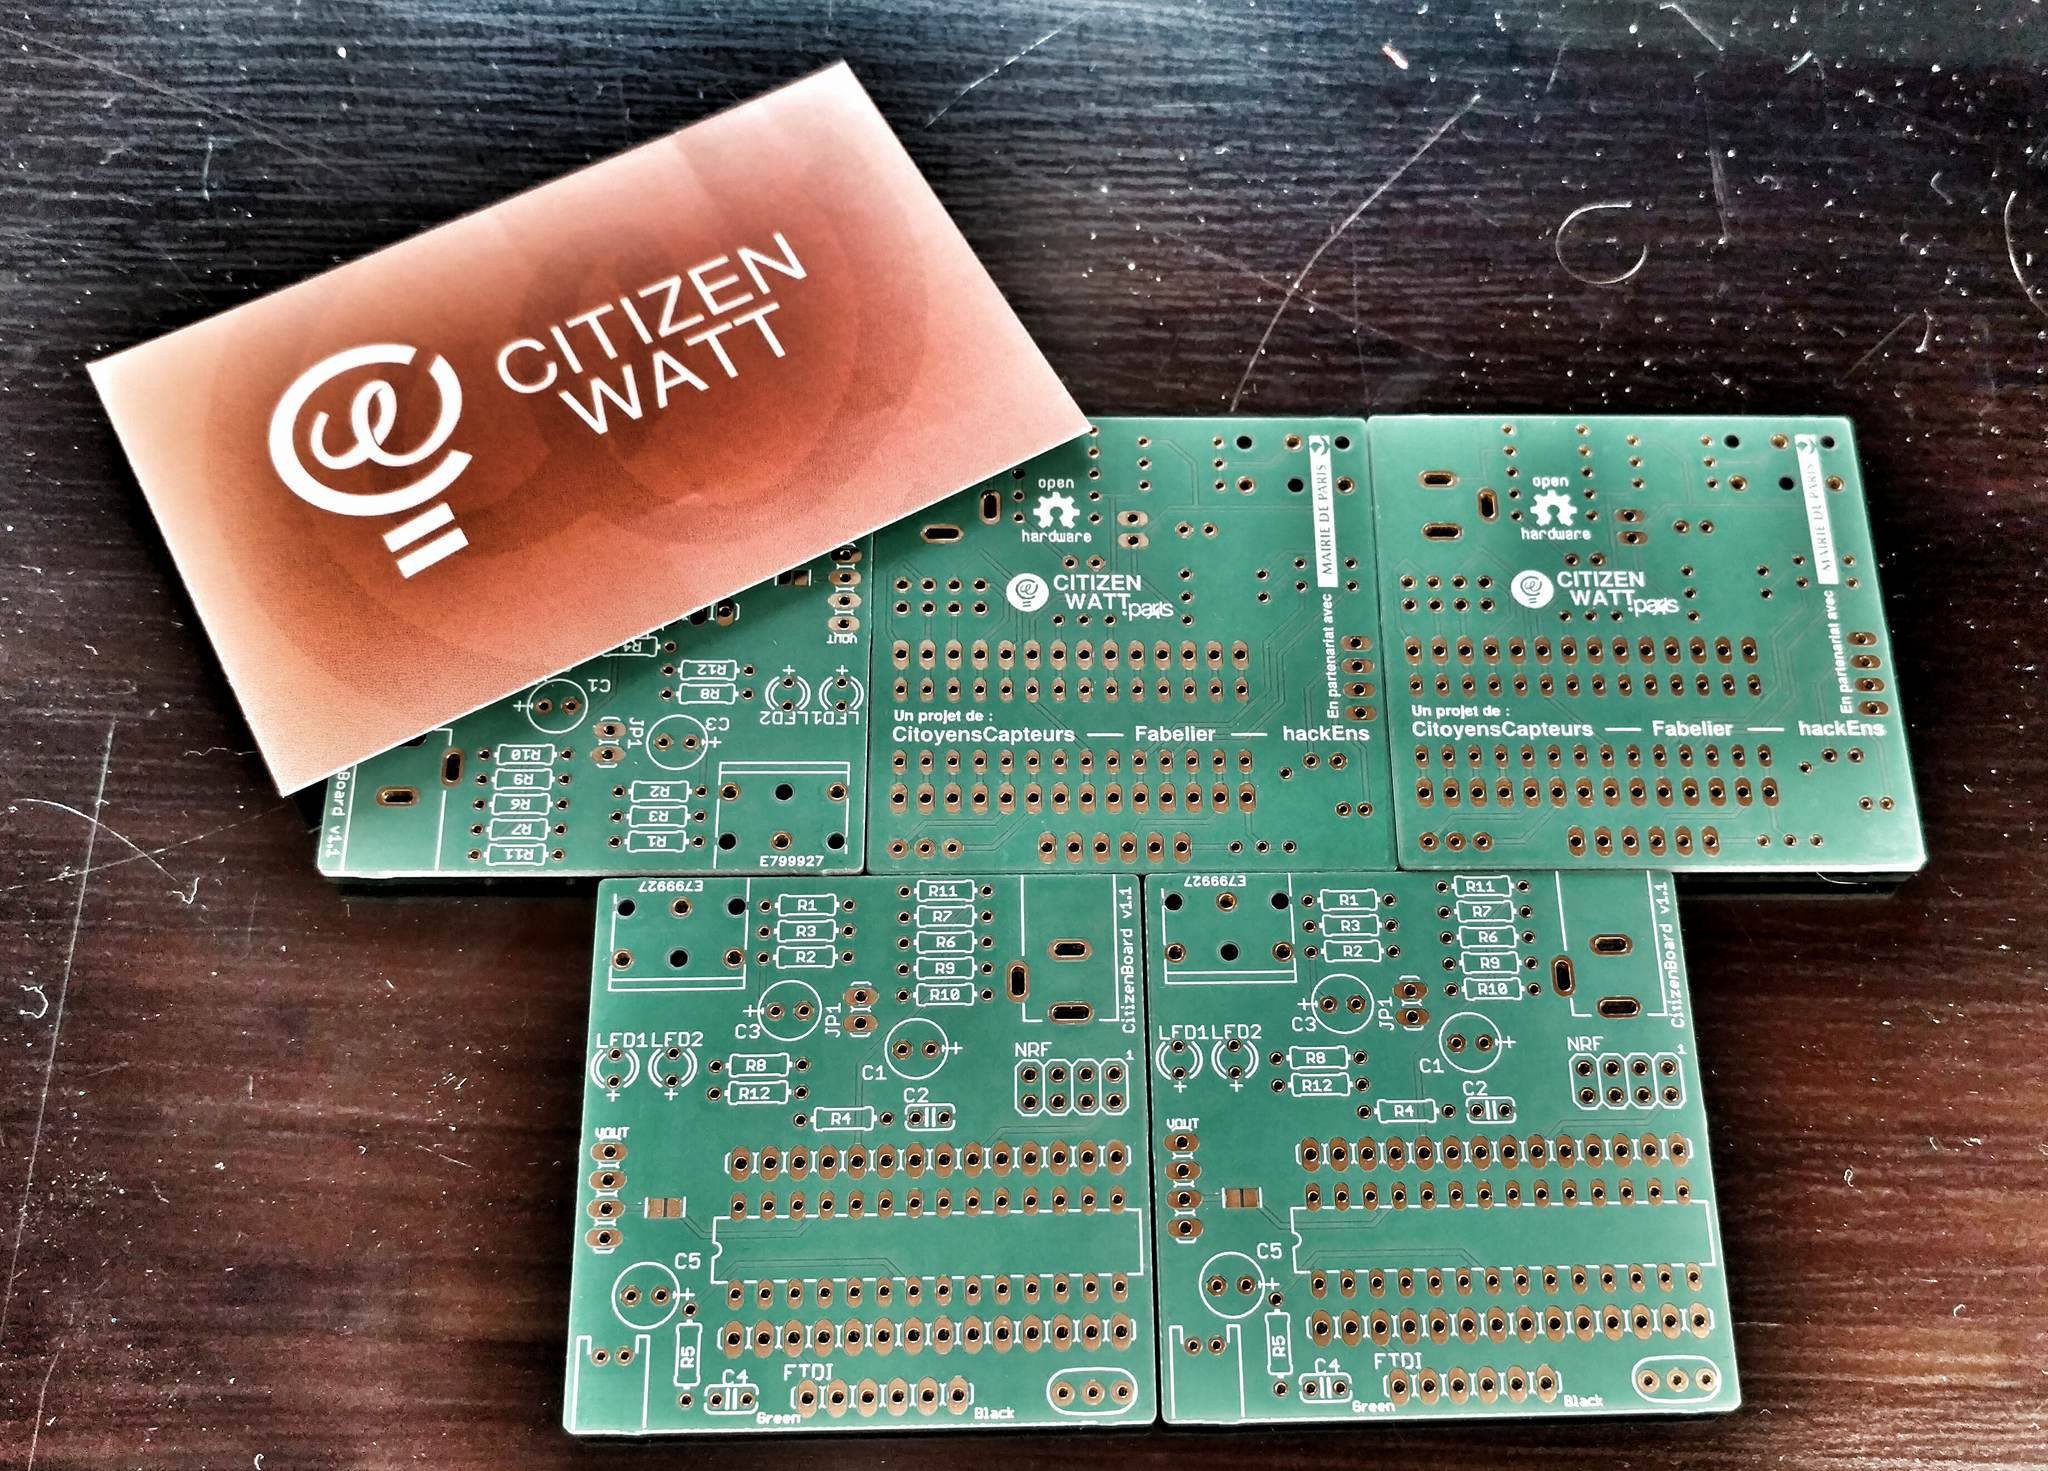 CITIZEN
WATT
open
hardware
CITIZEN
WATT
paris
MAIRIE DE PARIS
En partenariat avec
Un projet de :
CitoyensCapteurs — Fabelier — hackEns
open
hardware
CITIZEN
WATT
paris
MAIRIE DE PARIS
En partenariat avec
Un projet de :
CitoyensCapteurs — Fabelier — hackEns
VOUT
R12
R8
C1
C3
JP1
LED2
LED1
R10
R9
R6
R7
R11
R2
R3
R1
Board v1.1
E799927
E799927
R1
R3
R2
R11
R7
R6
R9
R10
CitizenBoard v1.1
C3
JP1
C1
LED1
LED2
R8
R12
R4
C2
NRF
1
VOUT
C5
R5
C4
FTDI
Green
Black
E799927
R1
R3
R2
R11
R7
R6
R9
R10
CitizenBoard v1.1
C3
JP1
C1
LED1
LED2
R8
R12
R4
C2
NRF
1
VOUT
C5
R5
C4
FTDI
Green
Black